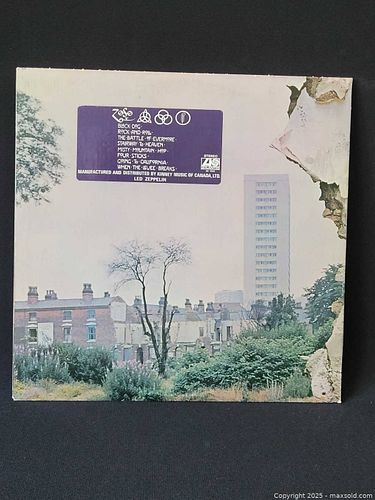 BLACK DOG
ROCK AND ROLL
THE BATTLE OF EVERMORE
STAIRWAY TO HEAVEN
MISTY MOUNTAIN HOP
FOUR STICKS
GOING TO CALIFORNIA
WHEN THE LEVEE BREAKS
STEREO
MANUFACTURED AND DISTRIBUTED BY KINNEY MUSIC OF CANADA, LTD.
LED ZEPPELIN
Copyright 2025 - maxsold.com